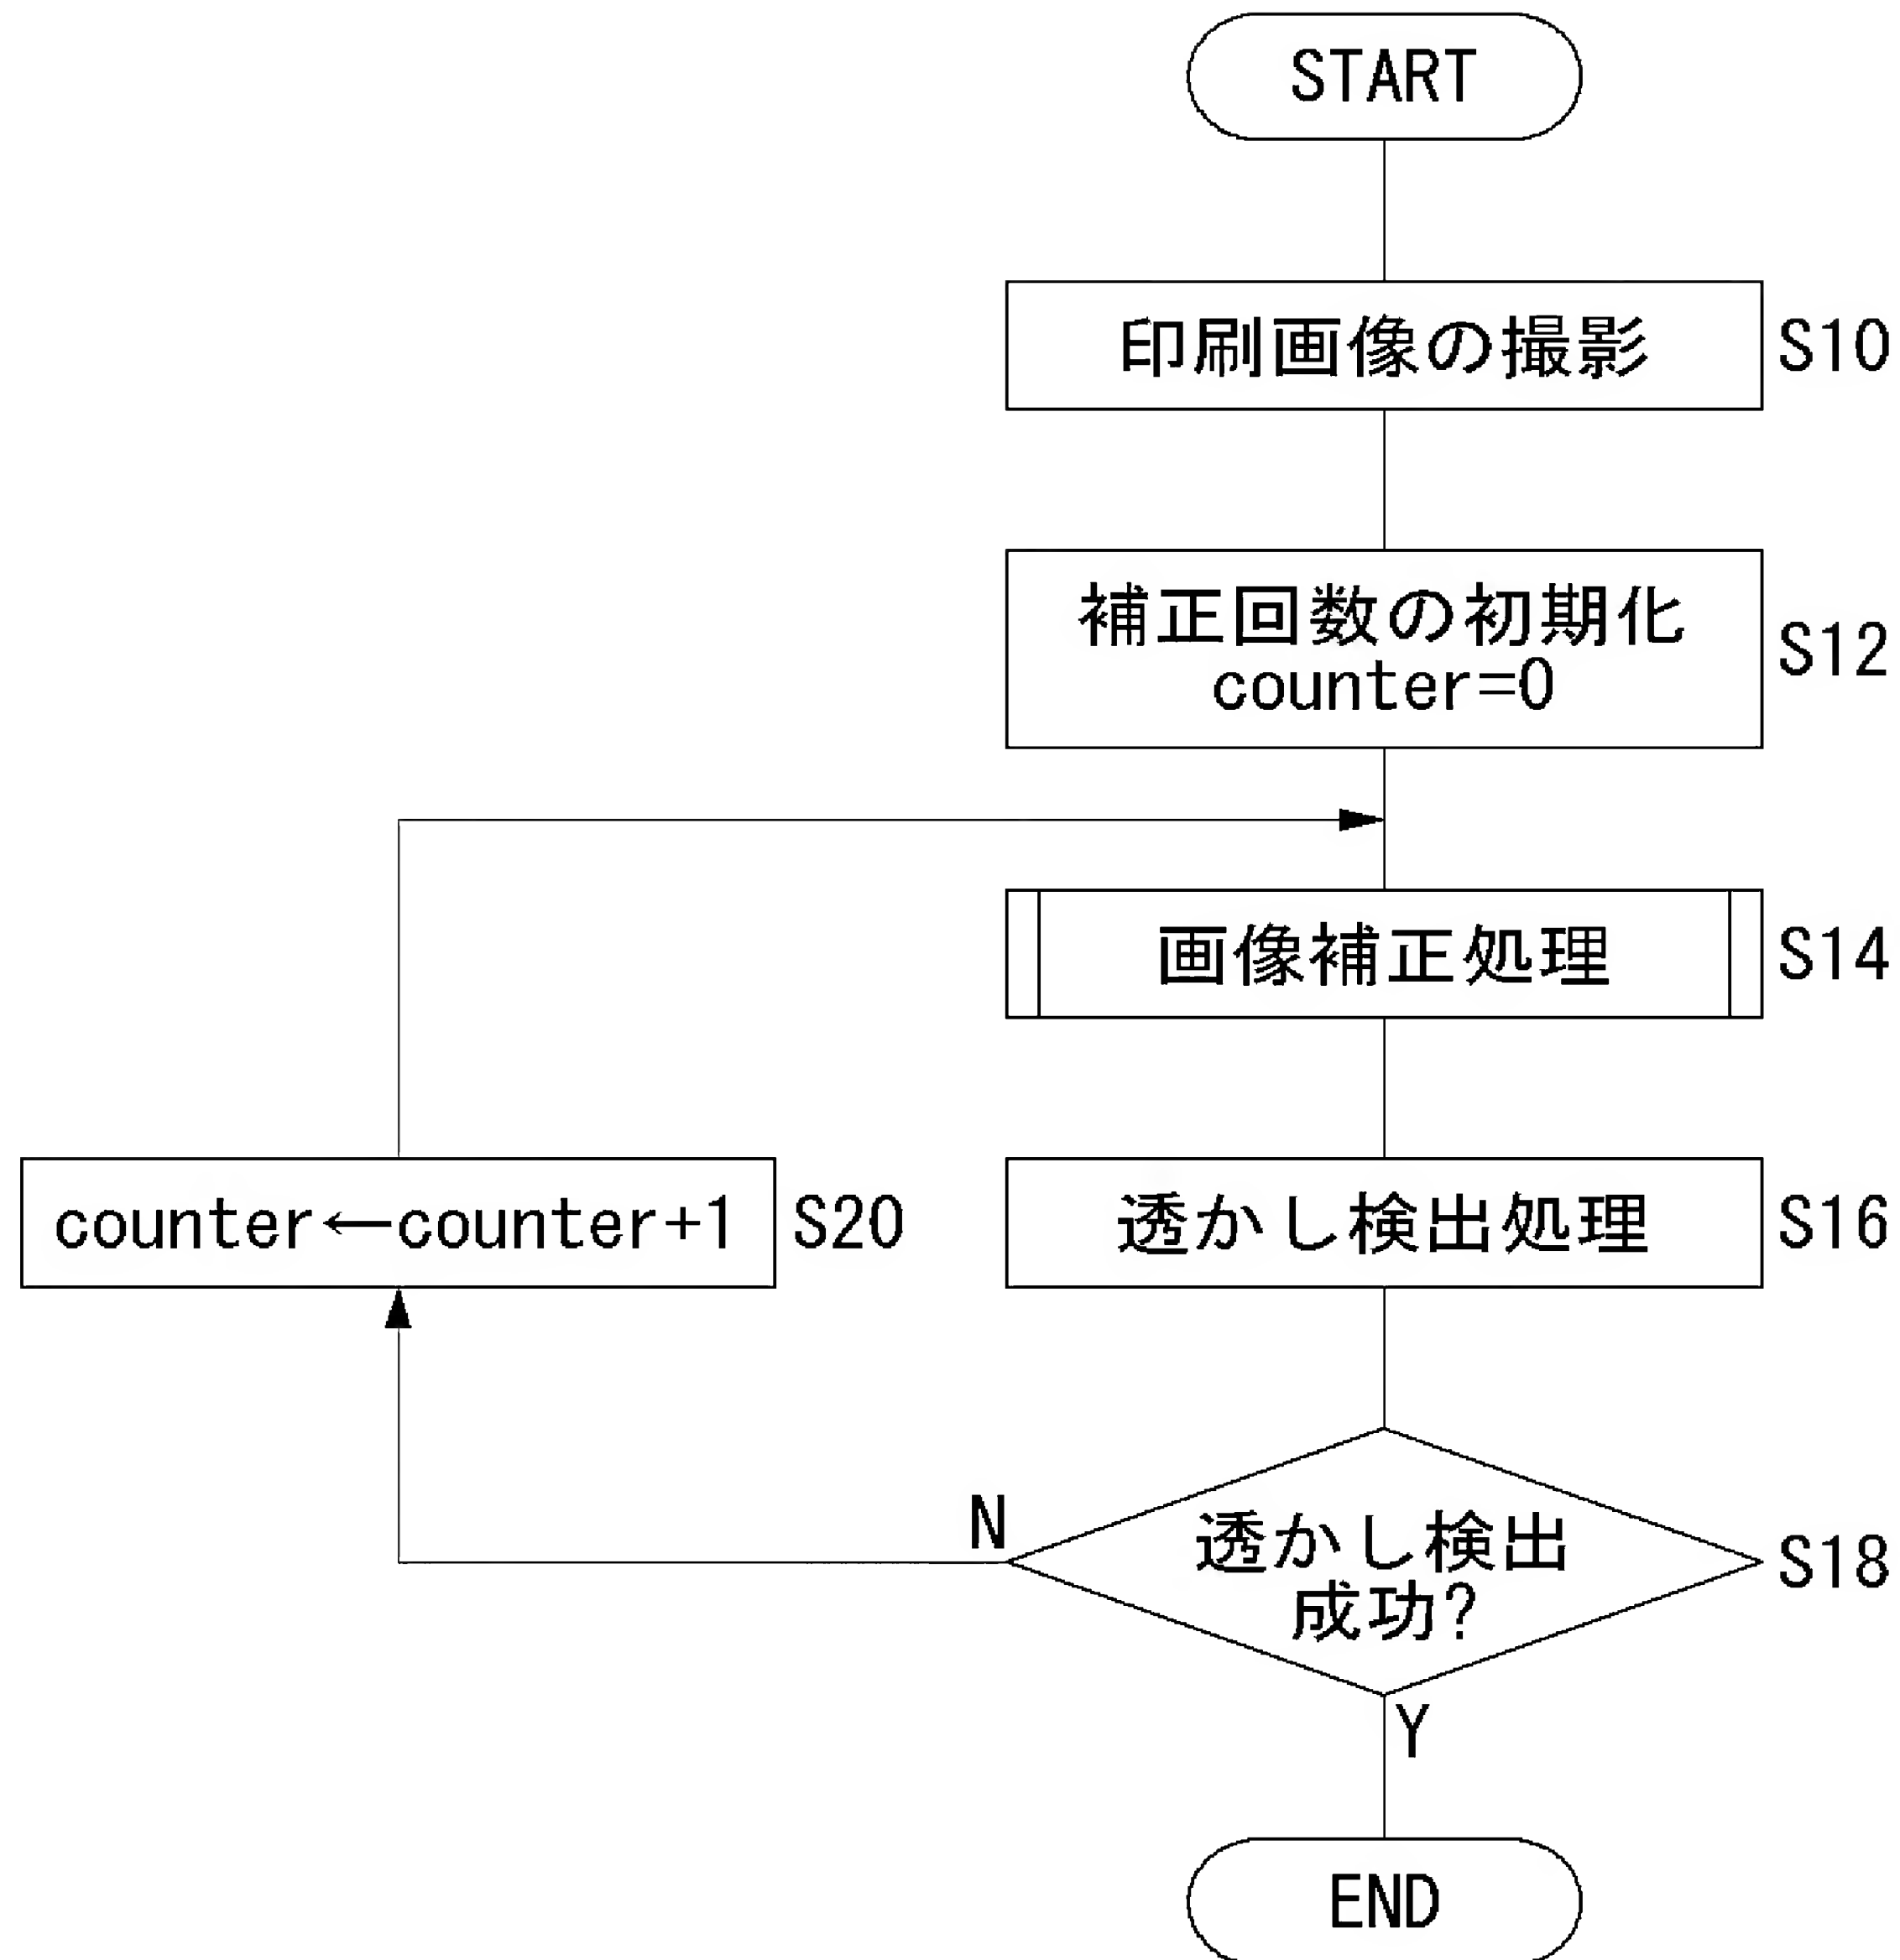 START
印刷画像の撮影
S10
補正回数の初期化
counter=0
S12
画像補正処理
S14
counter←counter+1
S20
透かし検出処理
S16
N
透かし検出
成功?
S18
Y
END